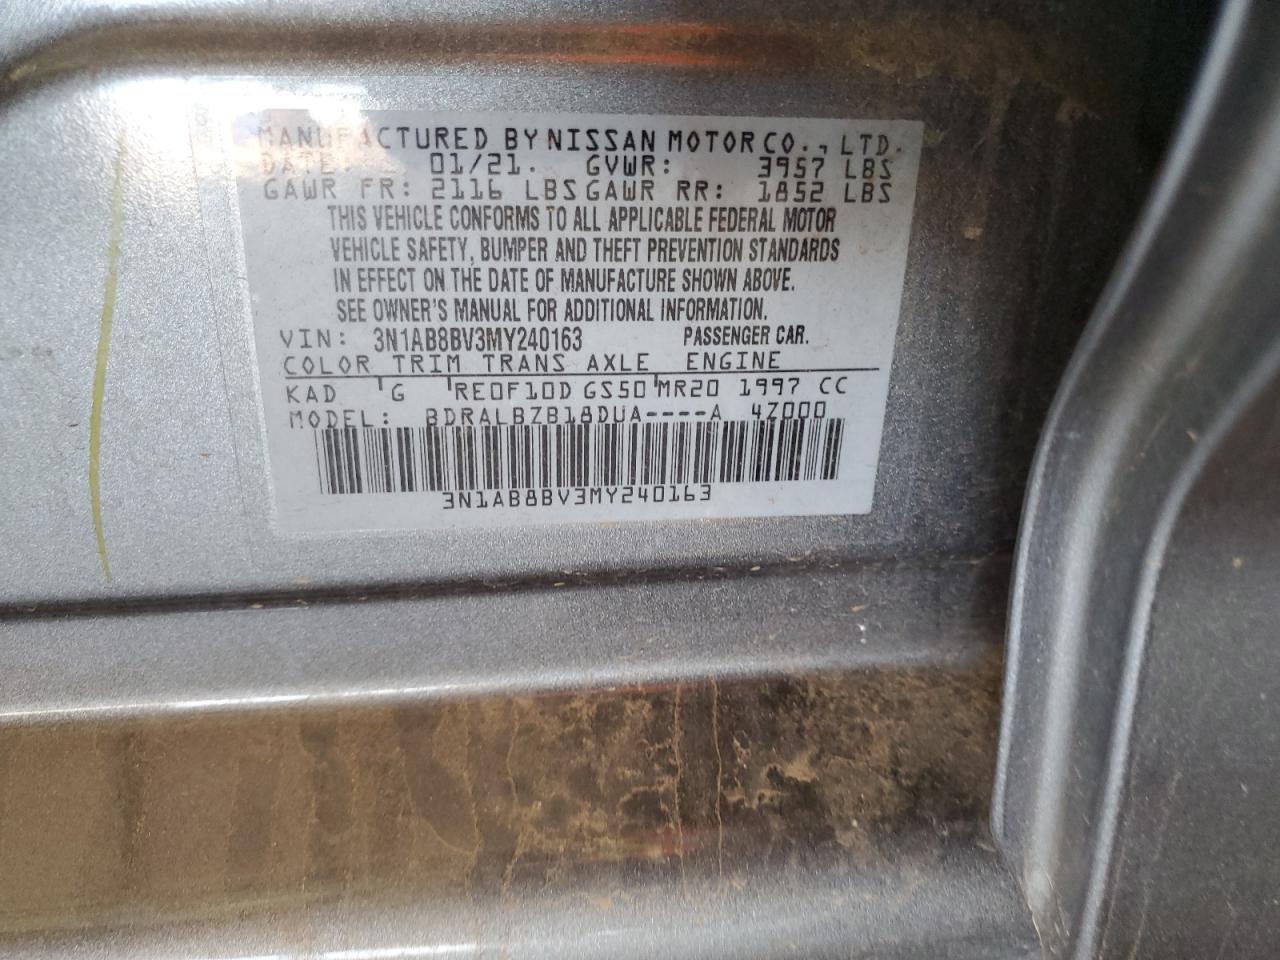 MANUFACTURED BY NISSAN MOTOR CO., LTD.
DATE: 01/21. GVWR: 3957 LBS
GAWR FR: 2116 LBS GAWR RR: 1852 LBS
THIS VEHICLE CONFORMS TO ALL APPLICABLE FEDERAL MOTOR
VEHICLE SAFETY, BUMPER AND THEFT PREVENTION STANDARDS
IN EFFECT ON THE DATE OF MANUFACTURE SHOWN ABOVE.
SEE OWNER'S MANUAL FOR ADDITIONAL INFORMATION.
VIN: 3N1AB8BV3MY240163 PASSENGER CAR.
COLOR TRIM TRANS AXLE ENGINE
KAD G RE0F10D GS50 MR20 1997 CC
MODEL: BDRALBZB18DUA----A 4Z000
3N1AB8BV3MY240163